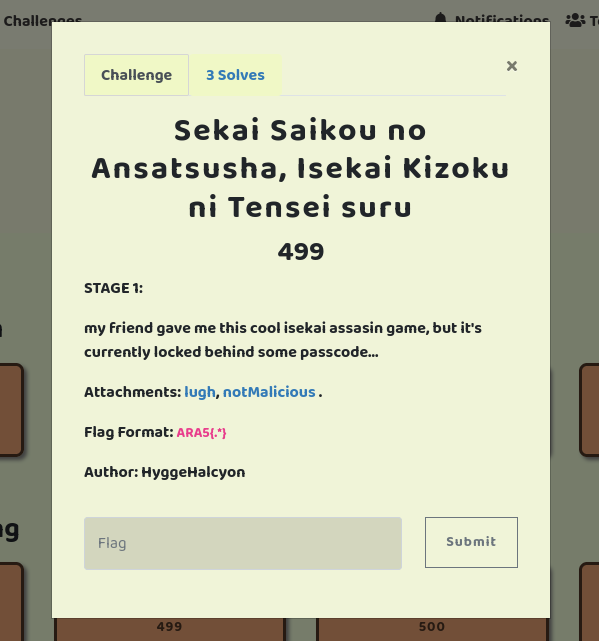 Challenges
Notifications
Challenge
3 Solves
×
Sekai Saikou no
Ansatsusha, Isekai Kizoku
ni Tensei suru
499
STAGE 1:
my friend gave me this cool isekai assasin game, but it's
currently locked behind some passcode...
Attachments: lugh, notMalicious .
Flag Format: ARA5{.*}
Author: HyggeHalcyon
Flag
Submit
499
500